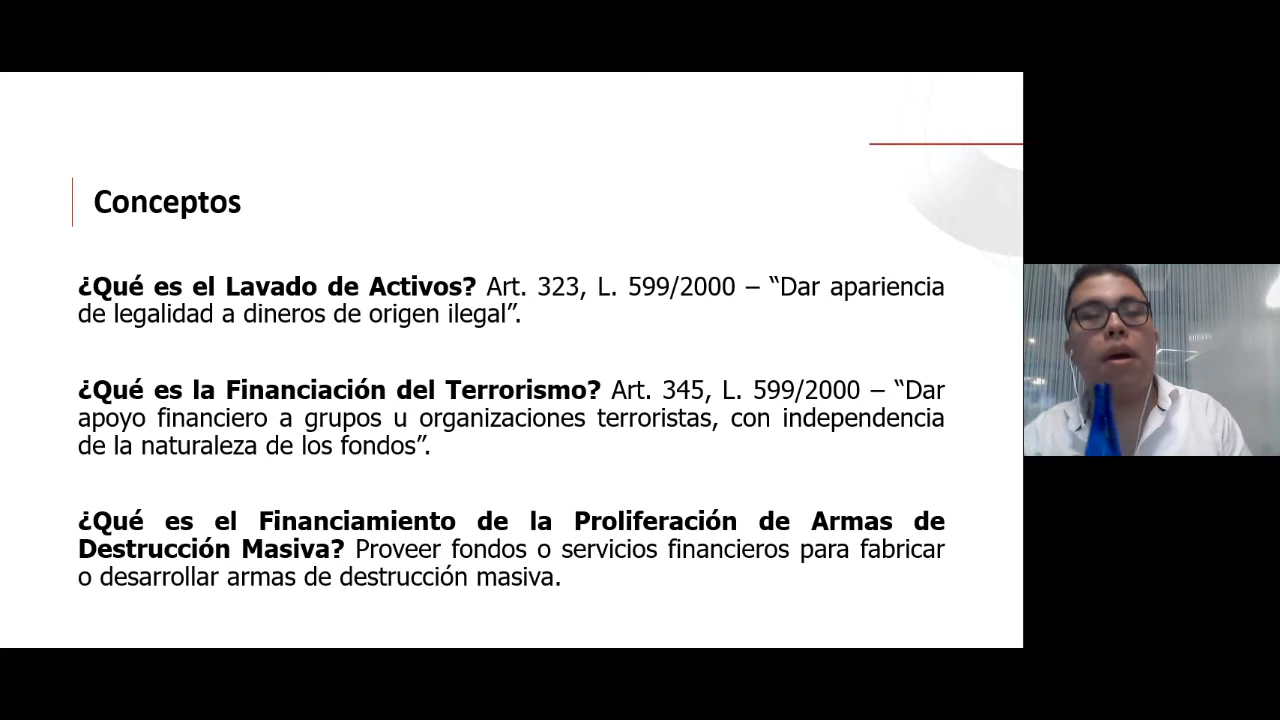 Conceptos
¿Qué es el Lavado de Activos? Art. 323, L. 599/2000 – “Dar apariencia
de legalidad a dineros de origen ilegal”.
¿Qué es la Financiación del Terrorismo? Art. 345, L. 599/2000 – “Dar
apoyo financiero a grupos u organizaciones terroristas, con independencia
de la naturaleza de los fondos”.
¿Qué es el Financiamiento de la Proliferación de Armas de
Destrucción Masiva? Proveer fondos o servicios financieros para fabricar
o desarrollar armas de destrucción masiva.